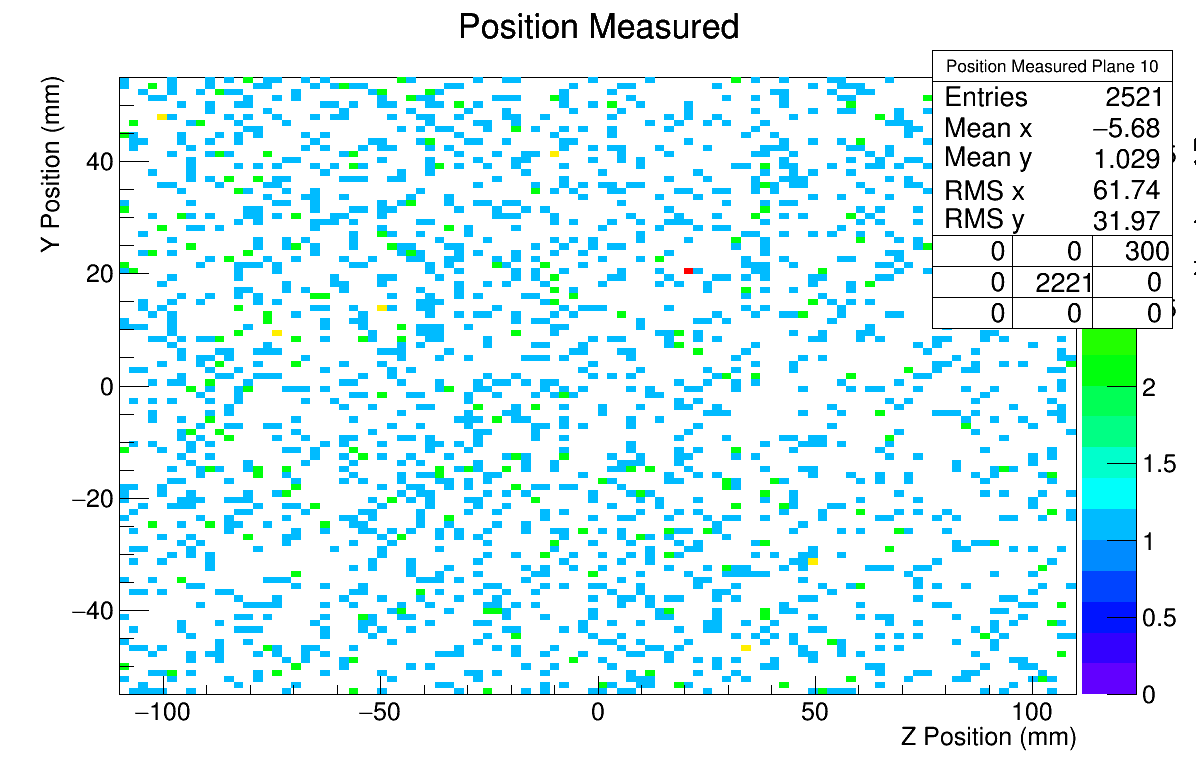 Position Measured
Position Measured Plane 10
Entries 2521
Mean x −5.68
Mean y 1.029
RMS x 61.74
RMS y 31.97
0 0 300
0 2221 0
0 0 0
Y Position (mm)
40
20
0
−20
−40
−100 −50 0 50 100
Z Position (mm)
2
1.5
1
0.5
0